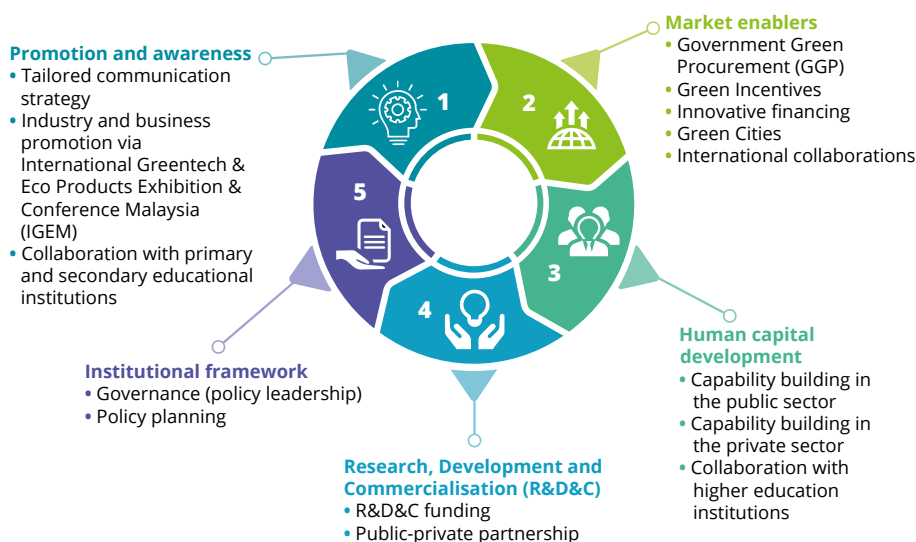 Promotion and awareness
• Tailored communication
strategy
• Industry and business
promotion via
International Greentech &
Eco Products Exhibition &
Conference Malaysia
(IGEM)
• Collaboration with primary
and secondary educational
institutions
1
2
3
4
5
Market enablers
• Government Green
Procurement (GGP)
• Green Incentives
• Innovative financing
• Green Cities
• International collaborations
Human capital
development
• Capability building in
the public sector
• Capability building in
the private sector
• Collaboration with
higher education
institutions
Research, Development and
Commercialisation (R&D&C)
• R&D&C funding
• Public-private partnership
Institutional framework
• Governance (policy leadership)
• Policy planning